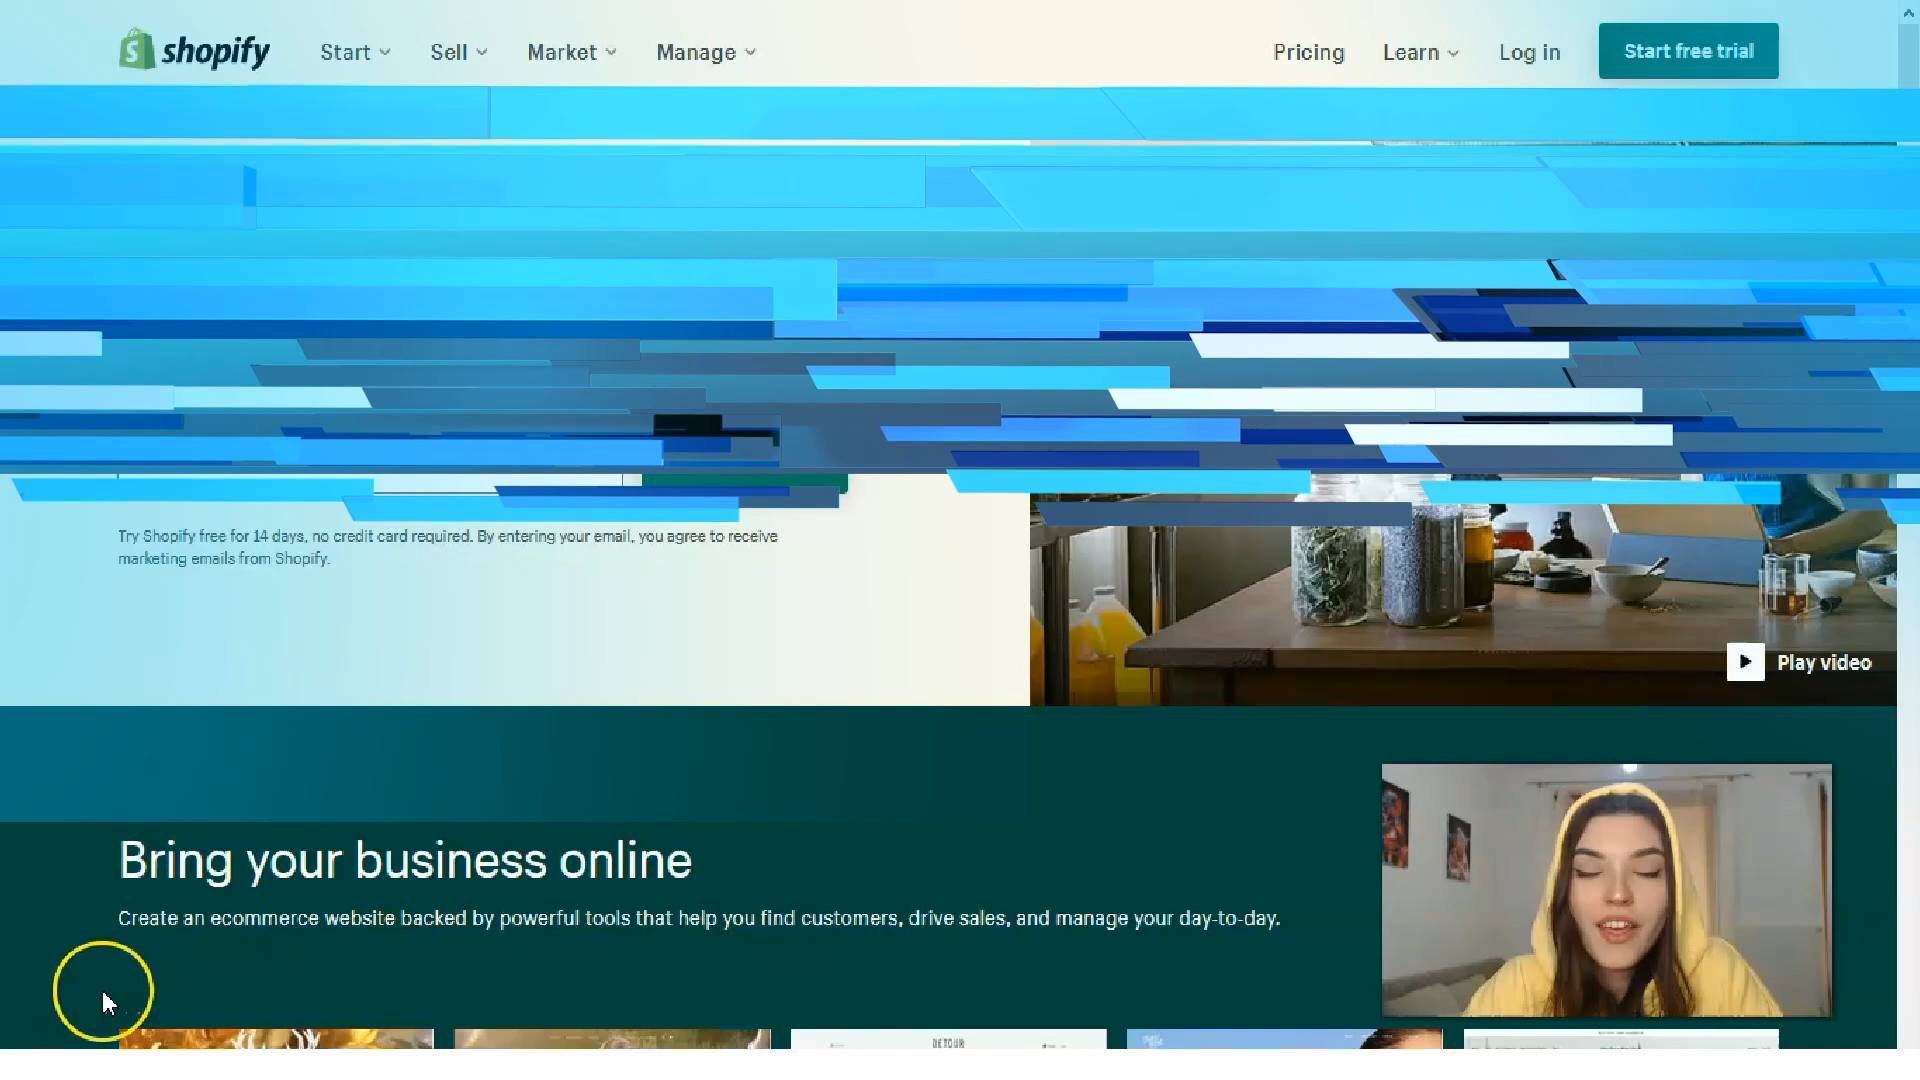 shopify
Start
Sell
Market
Manage
Pricing
Learn
Log in
Start free trial
Try Shopify free for 14 days, no credit card required. By entering your email, you agree to receive
marketing emails from Shopify.
Play video
Bring your business online
Create an ecommerce website backed by powerful tools that help you find customers, drive sales, and manage your day-to-day.
DETOUR